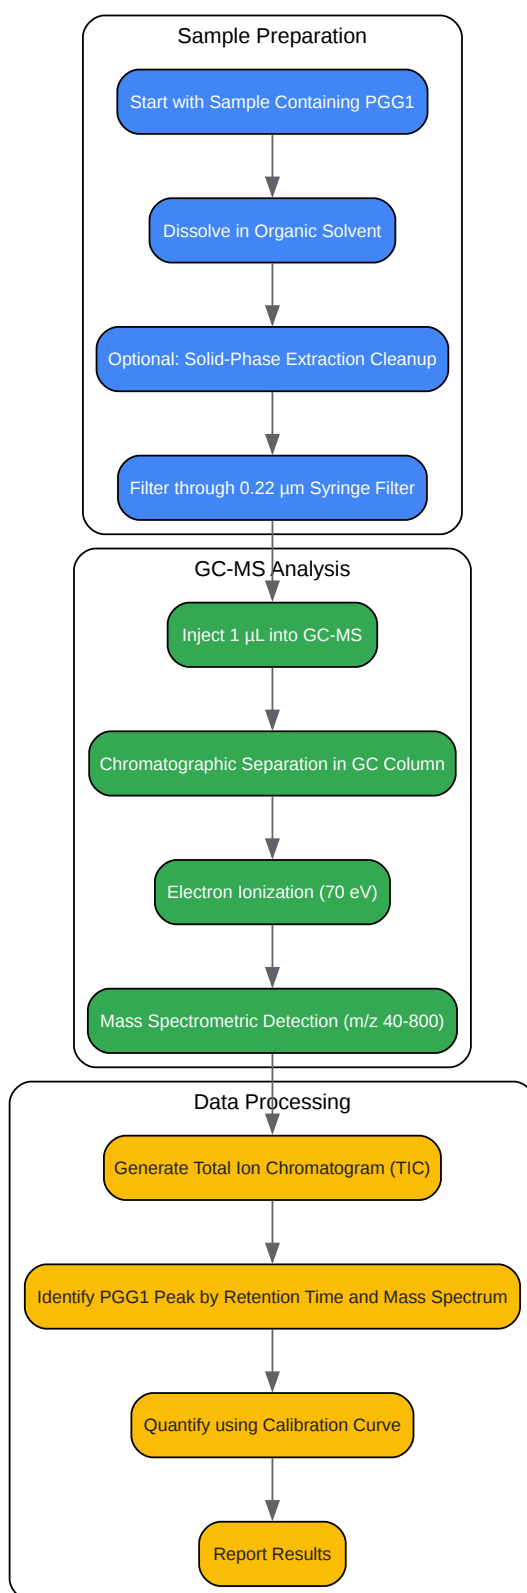 Sample Preparation
Start with Sample Containing PGG1
Dissolve in Organic Solvent
Optional: Solid-Phase Extraction Cleanup
Filter through 0.22 µm Syringe Filter
GC-MS Analysis
Inject 1 µL into GC-MS
Chromatographic Separation in GC Column
Electron Ionization (70 eV)
Mass Spectrometric Detection (m/z 40-800)
Data Processing
Generate Total Ion Chromatogram (TIC)
Identify PGG1 Peak by Retention Time and Mass Spectrum
Quantify using Calibration Curve
Report Results